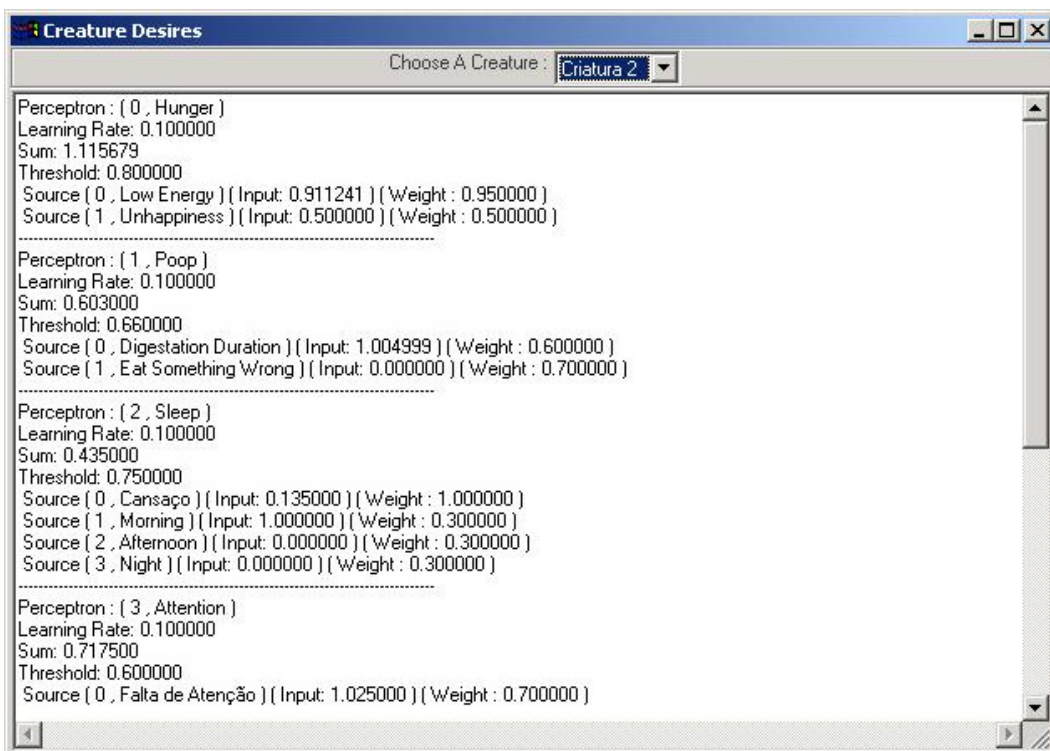 Creature Desires
Choose A Creature : Criatura 2
Perceptron : ( 0 , Hunger )
Learning Rate: 0.100000
Sum: 1.115679
Threshold: 0.800000
Source ( 0 , Low Energy ) ( Input: 0.911241 ) ( Weight : 0.950000 )
Source ( 1 , Unhappiness ) ( Input: 0.500000 ) ( Weight : 0.500000 )
Perceptron : ( 1 , Poop )
Learning Rate: 0.100000
Sum: 0.603000
Threshold: 0.660000
Source ( 0 , Digestation Duration ) ( Input: 1.004999 ) ( Weight : 0.600000 )
Source ( 1 , Eat Something Wrong ) ( Input: 0.000000 ) ( Weight : 0.700000 )
Perceptron : ( 2 , Sleep )
Learning Rate: 0.100000
Sum: 0.435000
Threshold: 0.750000
Source ( 0 , Cansaço ) ( Input: 0.135000 ) ( Weight : 1.000000 )
Source ( 1 , Morning ) ( Input: 1.000000 ) ( Weight : 0.300000 )
Source ( 2 , Afternoon ) ( Input: 0.000000 ) ( Weight : 0.300000 )
Source ( 3 , Night ) ( Input: 0.000000 ) ( Weight : 0.300000 )
Perceptron : ( 3 , Attention )
Learning Rate: 0.100000
Sum: 0.717500
Threshold: 0.600000
Source ( 0 , Falta de Atenção ) ( Input: 1.025000 ) ( Weight : 0.700000 )